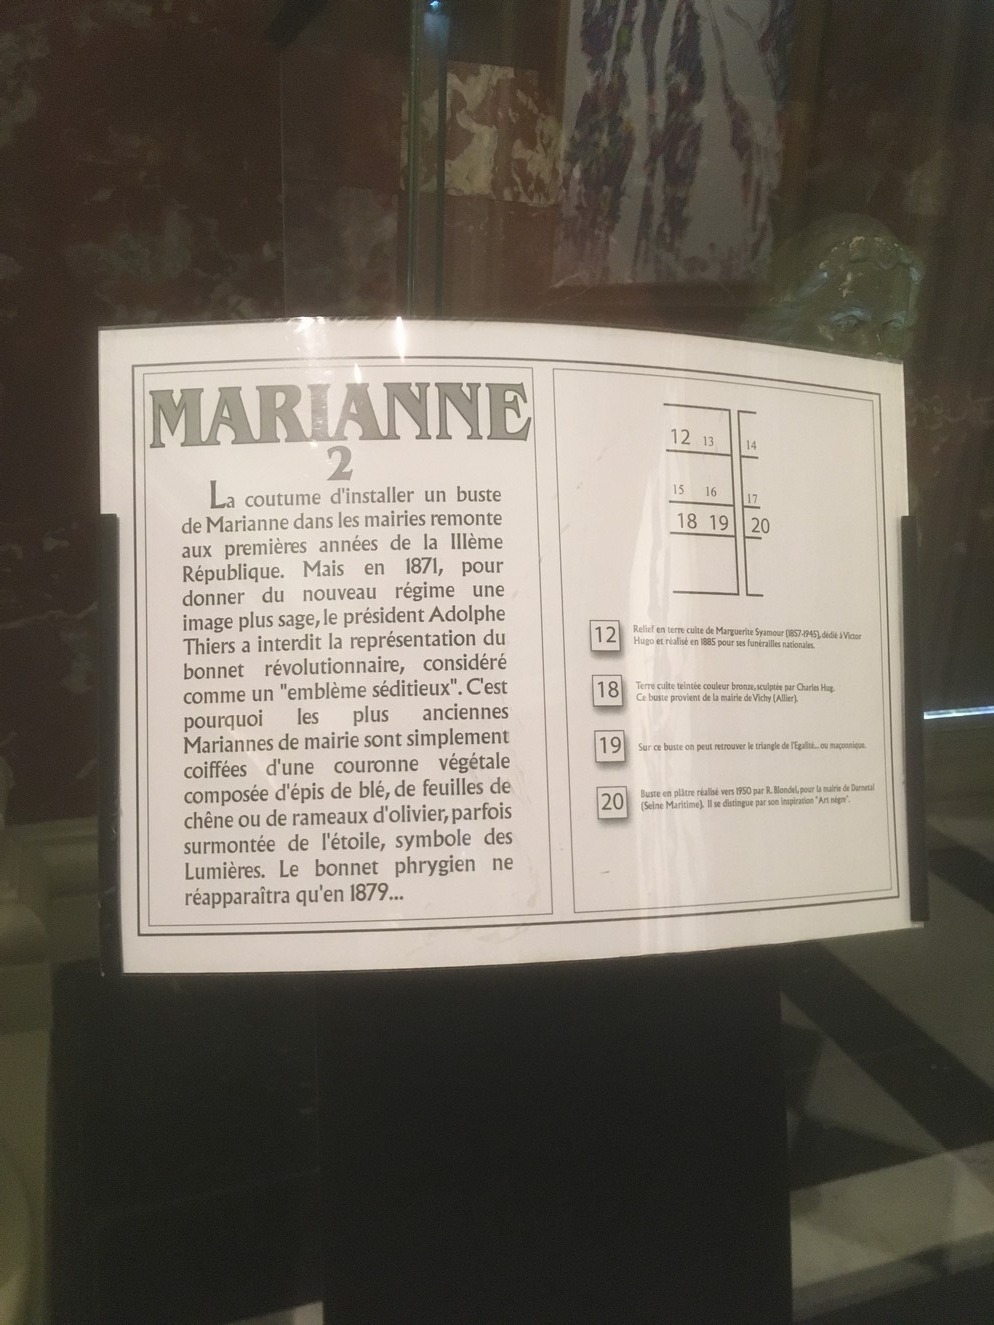 MARIANNE
2
La coutume d'installer un buste
de Marianne dans les mairies remonte
aux premières années de la IIIème
République. Mais en 1871, pour
donner du nouveau régime une
image plus sage, le président Adolphe
Thiers a interdit la représentation du
bonnet révolutionnaire, considéré
comme un "emblème séditieux". C'est
pourquoi les plus anciennes
Mariannes de mairie sont simplement
coiffées d'une couronne végétale
composée d'épis de blé, de feuilles de
chêne ou de rameaux d'olivier, parfois
surmontée de l'étoile, symbole des
Lumières. Le bonnet phrygien ne
réapparaîtra qu'en 1879...
12 13 14
15 16 17
18 19 20
12 Relief en terre cuite de Marguerite Syamour (1857-1945), dédié à Victor
Hugo et réalisé en 1885 pour ses funérailles nationales.
18 Terre cuite teintée couleur bronze, sculptée par Charles Hug.
Ce buste provient de la mairie de Vichy (Allier).
19 Sur ce buste on peut retrouver le triangle de l'Egalité... ou maçonnique.
20 Buste en plâtre réalisé vers 1950 par R. Blondel, pour la mairie de Darnetal
(Seine Maritime). Il se distingue par son inspiration "Art nègre".